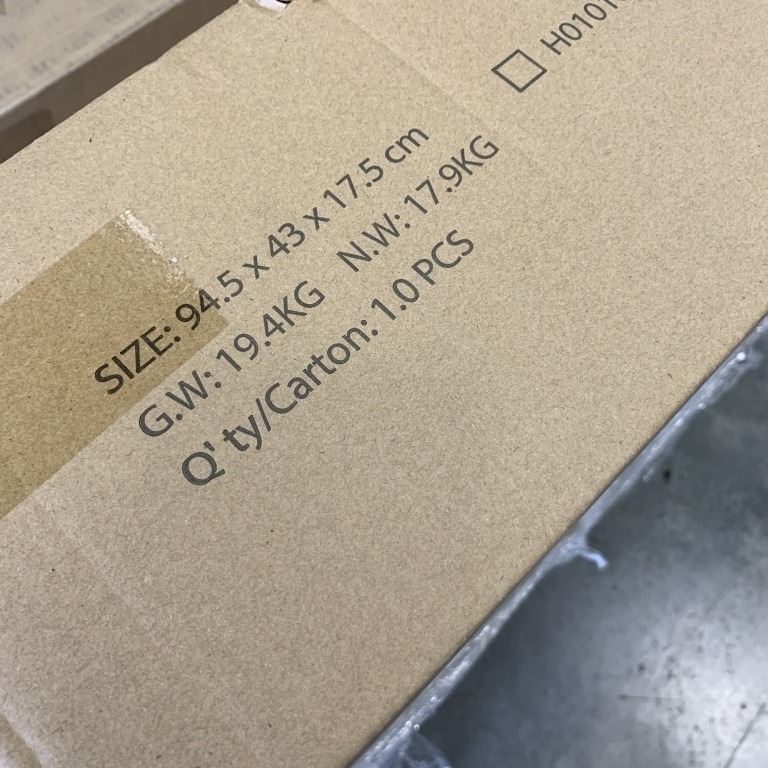 SIZE: 94.5 x 43 x 17.5 cm
G.W: 19.4KG N.W: 17.9KG
Q'ty/Carton: 1.0 PCS